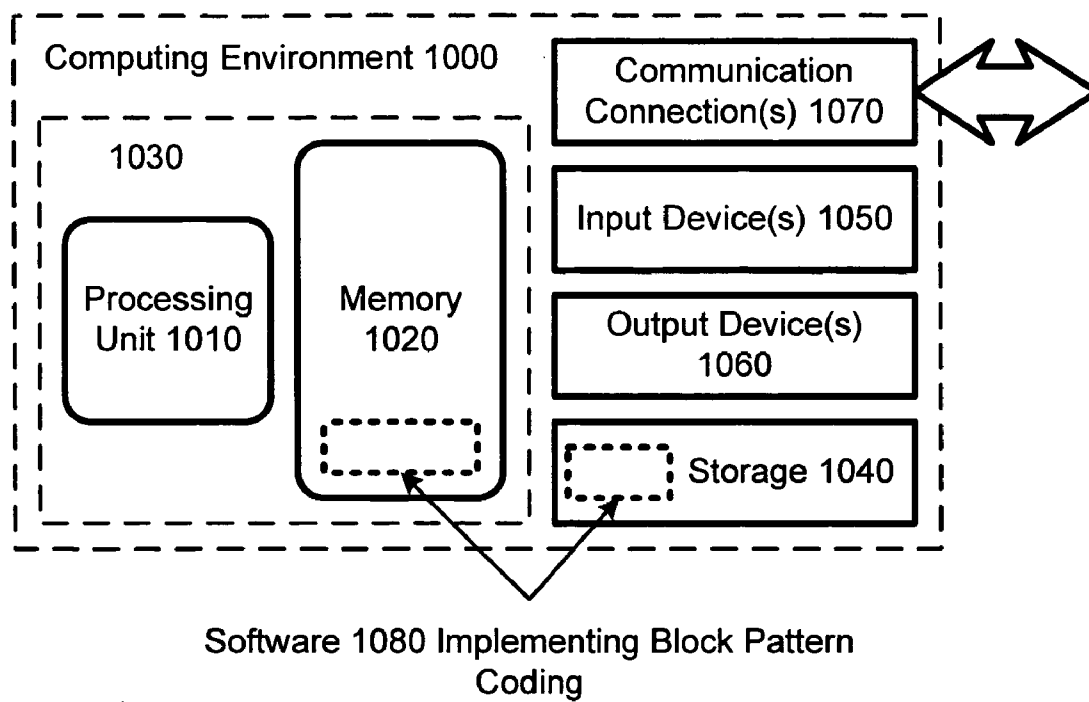 Computing Environment 1000
1030
Processing
Unit 1010
Memory
1020
Communication
Connection(s) 1070
Input Device(s) 1050
Output Device(s)
1060
Storage 1040
Software 1080 Implementing Block Pattern
Coding